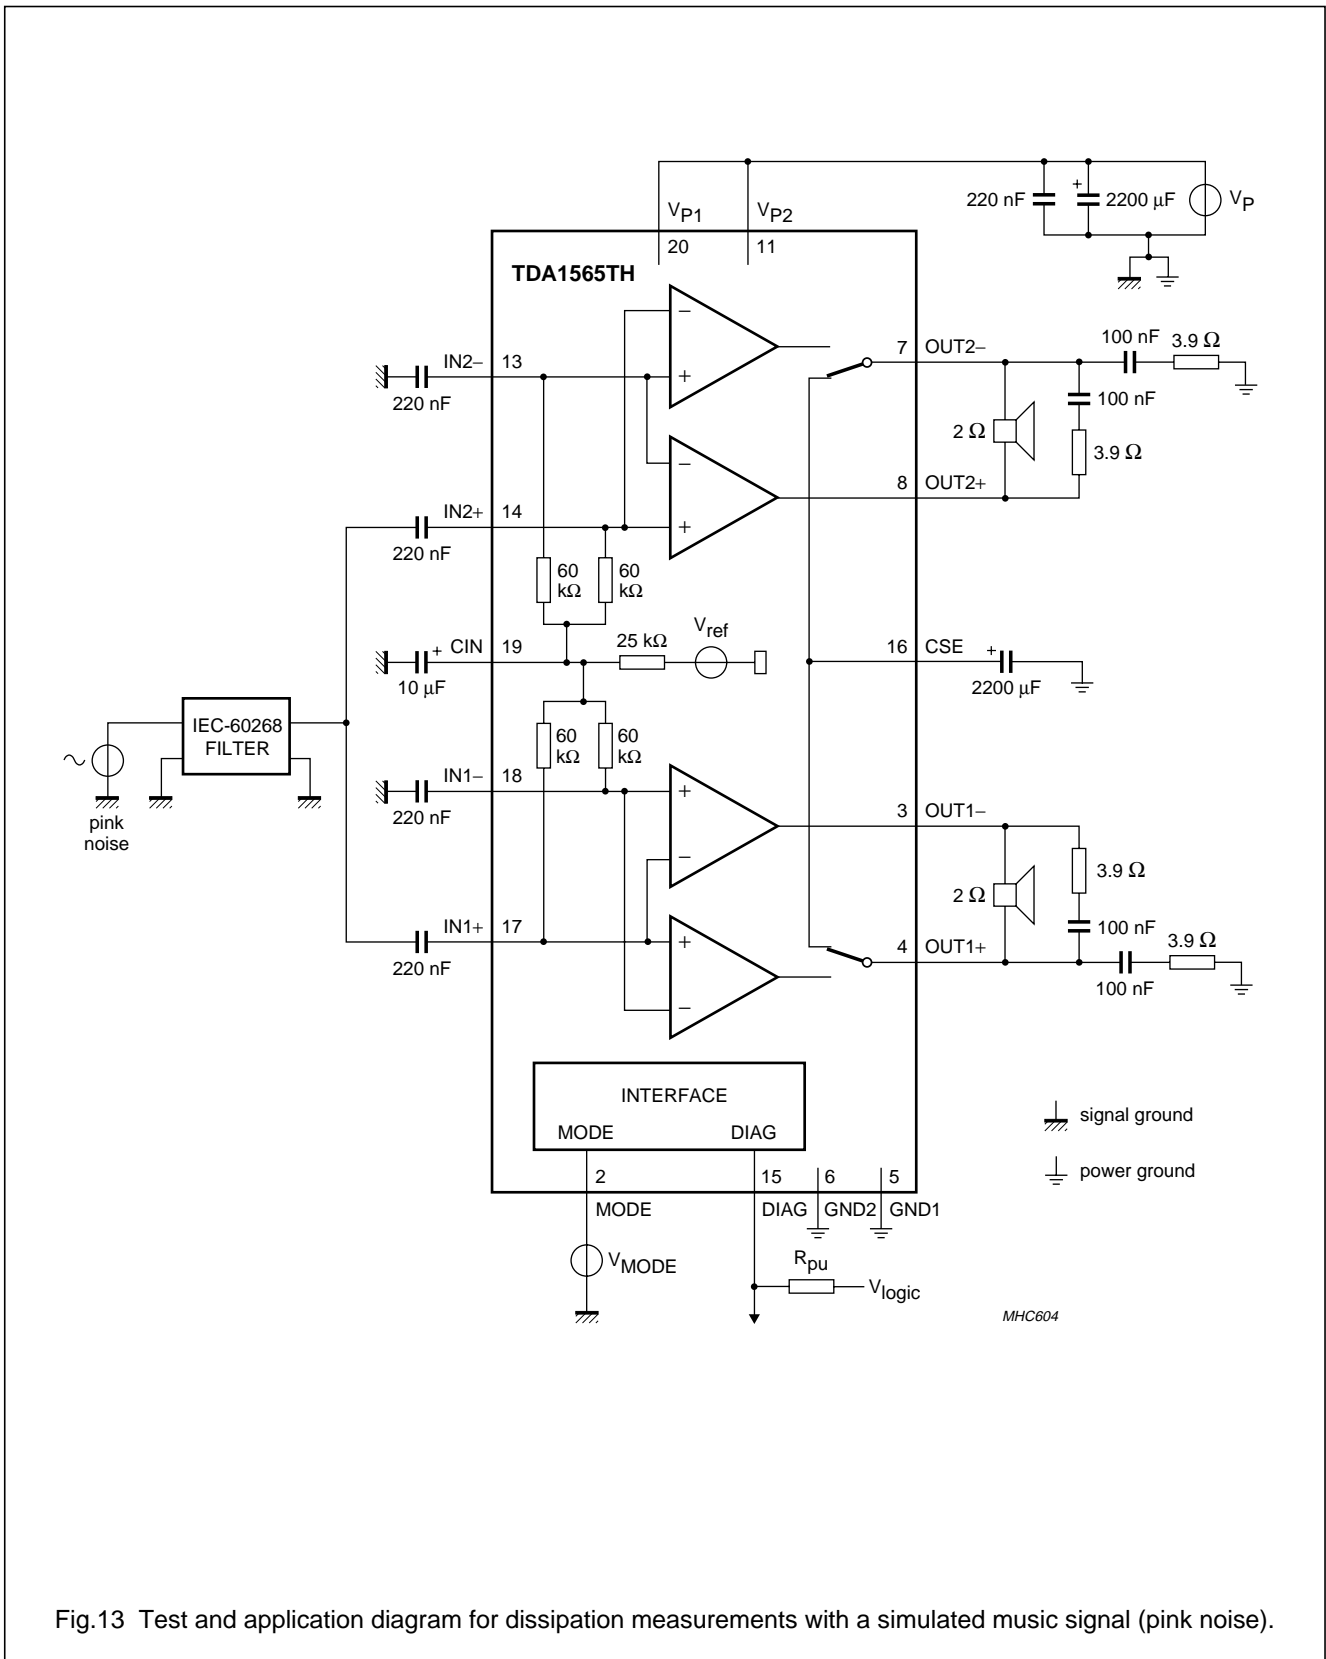 220 nF
+
2200 μF
VP
VP1
VP2
20
11
TDA1565TH
−
+
−
+
IN2−
13
220 nF
IN2+
14
220 nF
60
kΩ
60
kΩ
7
OUT2−
100 nF
3.9 Ω
100 nF
2 Ω
3.9 Ω
8
OUT2+
CIN
19
+
10 μF
25 kΩ
Vref
16
CSE
+
2200 μF
IEC-60268
FILTER
∼
pink
noise
60
kΩ
60
kΩ
IN1−
18
220 nF
IN1+
17
220 nF
+
−
+
−
3
OUT1−
3.9 Ω
2 Ω
100 nF
4
OUT1+
3.9 Ω
100 nF
INTERFACE
MODE
DIAG
signal ground
power ground
2
15
6
5
MODE
DIAG
GND2
GND1
VMODE
Rpu
Vlogic
MHC604
Fig.13 Test and application diagram for dissipation measurements with a simulated music signal (pink noise).